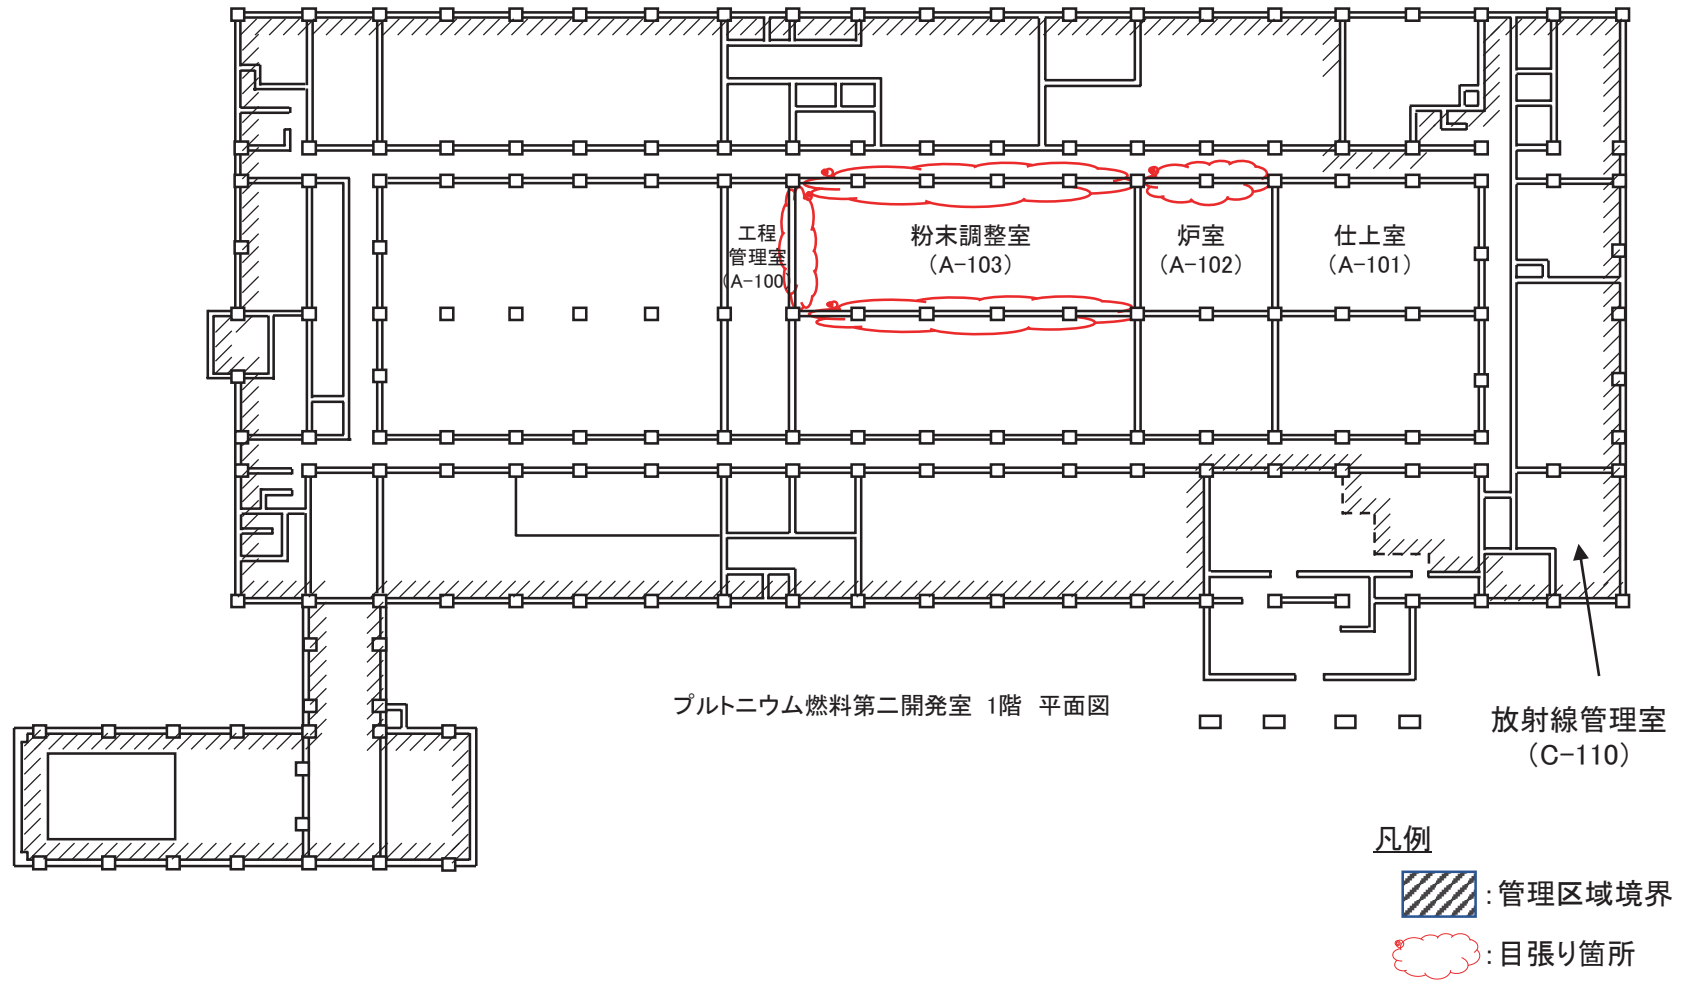 工程
管理室
(A-100)
粉末調整室
(A-103)
炉室
(A-102)
仕上室
(A-101)
プルトニウム燃料第二開発室 1階 平面図
放射線管理室
(C-110)
凡例
:管理区域境界
:目張り箇所